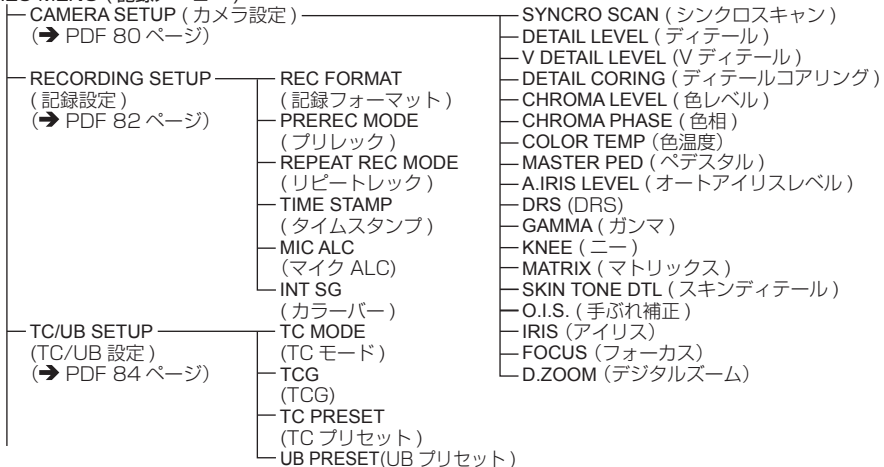 CAMERA SETUP ( カメラ設定 )
(➔ PDF 80 ページ)
SYNCRO SCAN ( シンクロスキャン )
DETAIL LEVEL ( ディテール )
V DETAIL LEVEL (V ディテール )
DETAIL CORING ( ディテールコアリング )
CHROMA LEVEL ( 色レベル )
CHROMA PHASE ( 色相 )
COLOR TEMP (色温度)
MASTER PED ( ペデスタル )
A.IRIS LEVEL ( オートアイリスレベル )
DRS (DRS)
GAMMA ( ガンマ )
KNEE ( ニー )
MATRIX ( マトリックス )
SKIN TONE DTL ( スキンディテール )
O.I.S. ( 手ぶれ補正 )
IRIS (アイリス)
FOCUS (フォーカス)
D.ZOOM (デジタルズーム)
RECORDING SETUP
( 記録設定 )
(➔ PDF 82 ページ)
REC FORMAT
( 記録フォーマット )
PREREC MODE
( プリレック )
REPEAT REC MODE
( リピートレック )
TIME STAMP
( タイムスタンプ )
MIC ALC
(マイク ALC)
INT SG
( カラーバー )
TC/UB SETUP
(TC/UB 設定 )
(➔ PDF 84 ページ)
TC MODE
(TC モード )
TCG
(TCG)
TC PRESET
(TC プリセット )
UB PRESET(UB プリセット )